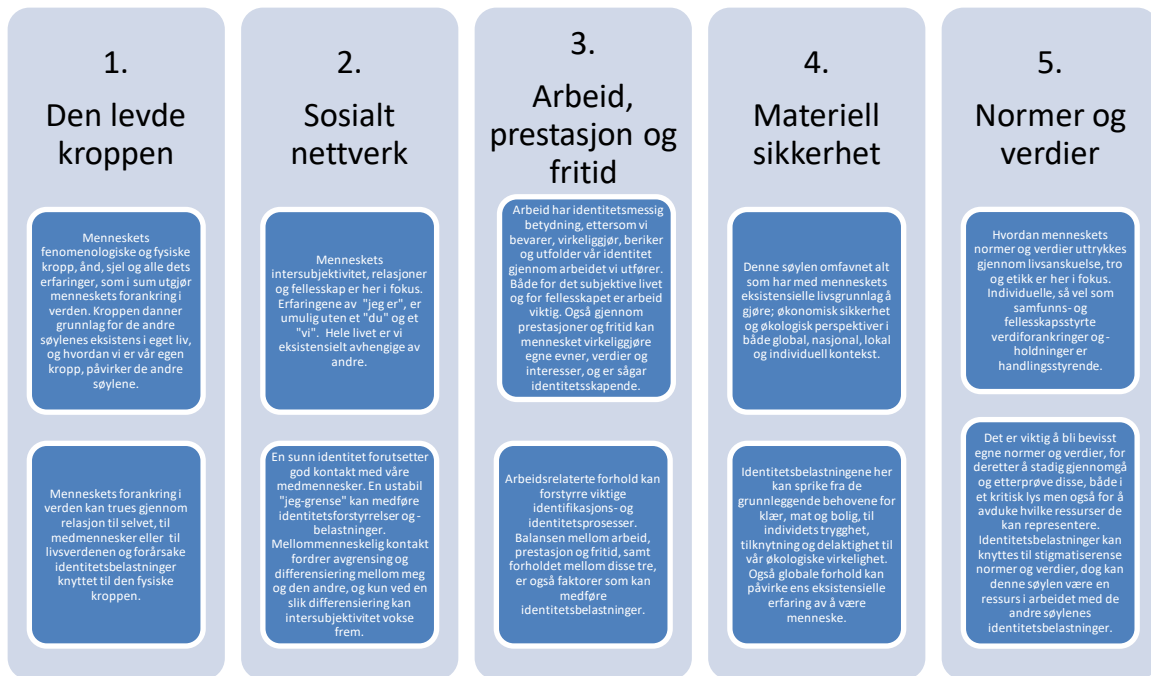 1.
Den levde
kroppen
Menneskets
fenomenologiske og fysiske
kropp, ånd, sjel og alle dets
erfaringer, som i sum utgjør
menneskets forankring i
verden. Kroppen danner
grunnlag for de andre
søylenes eksistens i eget liv,
og hvordan vi er vår egen
kropp, påvirker de andre
søylene.
Menneskets forankring i
verden kan trues gjennom
relasjon til selvet, til
medmennesker eller til
livsverdenen og forårsake
identitetsbelastninger
knyttet til den fysiske
kroppen.
2.
Sosialt
nettverk
Menneskets
intersubjektivitet, relasjoner
og fellesskap er her i fokus.
Erfaringene av "jeg er", er
umulig uten et "du" og et
"vi". Hele livet er vi
eksistensielt avhengige av
andre.
En sunn identitet forutsetter
god kontakt med våre
medmennesker. En ustabil
"jeg-grense" kan medføre
identitetsforstyrrelser og -
belastninger.
Mellommenneskelig kontakt
fordrer avgrensing og
differensiering mellom meg
og den andre, og kun ved en
slik differensiering kan
intersubjektivitet vokse
frem.
3.
Arbeid,
prestasjon og
fritid
Arbeid har identitetsmessig
betydning, ettersom vi
bevarer, virkeliggjør, beriker
og utfolder vår identitet
gjennom arbeidet vi utfører.
Både for det subjektive livet
og for fellesskapet er arbeid
viktig. Også gjennom
prestasjoner og fritid kan
mennesket virkeliggjøre
egne evner, verdier og
interesser, og er sågar
identitetsskapende.
Arbeidsrelaterte forhold kan
forstyrre viktige
identifikasjons- og
identitetsprosesser.
Balansen mellom arbeid,
prestasjon og fritid, samt
forholdet mellom disse tre,
er også faktorer som kan
medføre
identitetsbelastninger.
4.
Materiell
sikkerhet
Denne søylen omfavnet alt
som har med menneskets
eksistensielle livsgrunnlag å
gjøre; økonomisk sikkerhet
og økologisk perspektiver i
både global, nasjonal, lokal
og individuell kontekst.
Identitetsbelastningene her
kan sprike fra de
grunnleggende behovene for
klær, mat og bolig, til
individets trygghet,
tilknytning og delaktighet til
vår økologiske virkelighet.
Også globale forhold kan
påvirke ens eksistensielle
erfaring av å være
menneske.
5.
Normer og
verdier
Hvordan menneskets
normer og verdier uttrykkes
gjennom livsanskuelse, tro
og etikk er her i fokus.
Individuelle, så vel som
samfunns- og
fellesskapsstyrte
verdiforankringer og -
holdninger er
handlingsstyrende.
Det er viktig å bli bevisst
egne normer og verdier, for
deretter å stadig gjennomgå
og etterprøve disse, både i
et kritisk lys men også for å
avduke hvilke ressurser de
kan representere.
Identitetsbelastninger kan
knyttes til stigmatiserense
normer og verdier, dog kan
denne søylen være en
ressurs i arbeidet med de
andre søylenes
identitetsbelastninger.